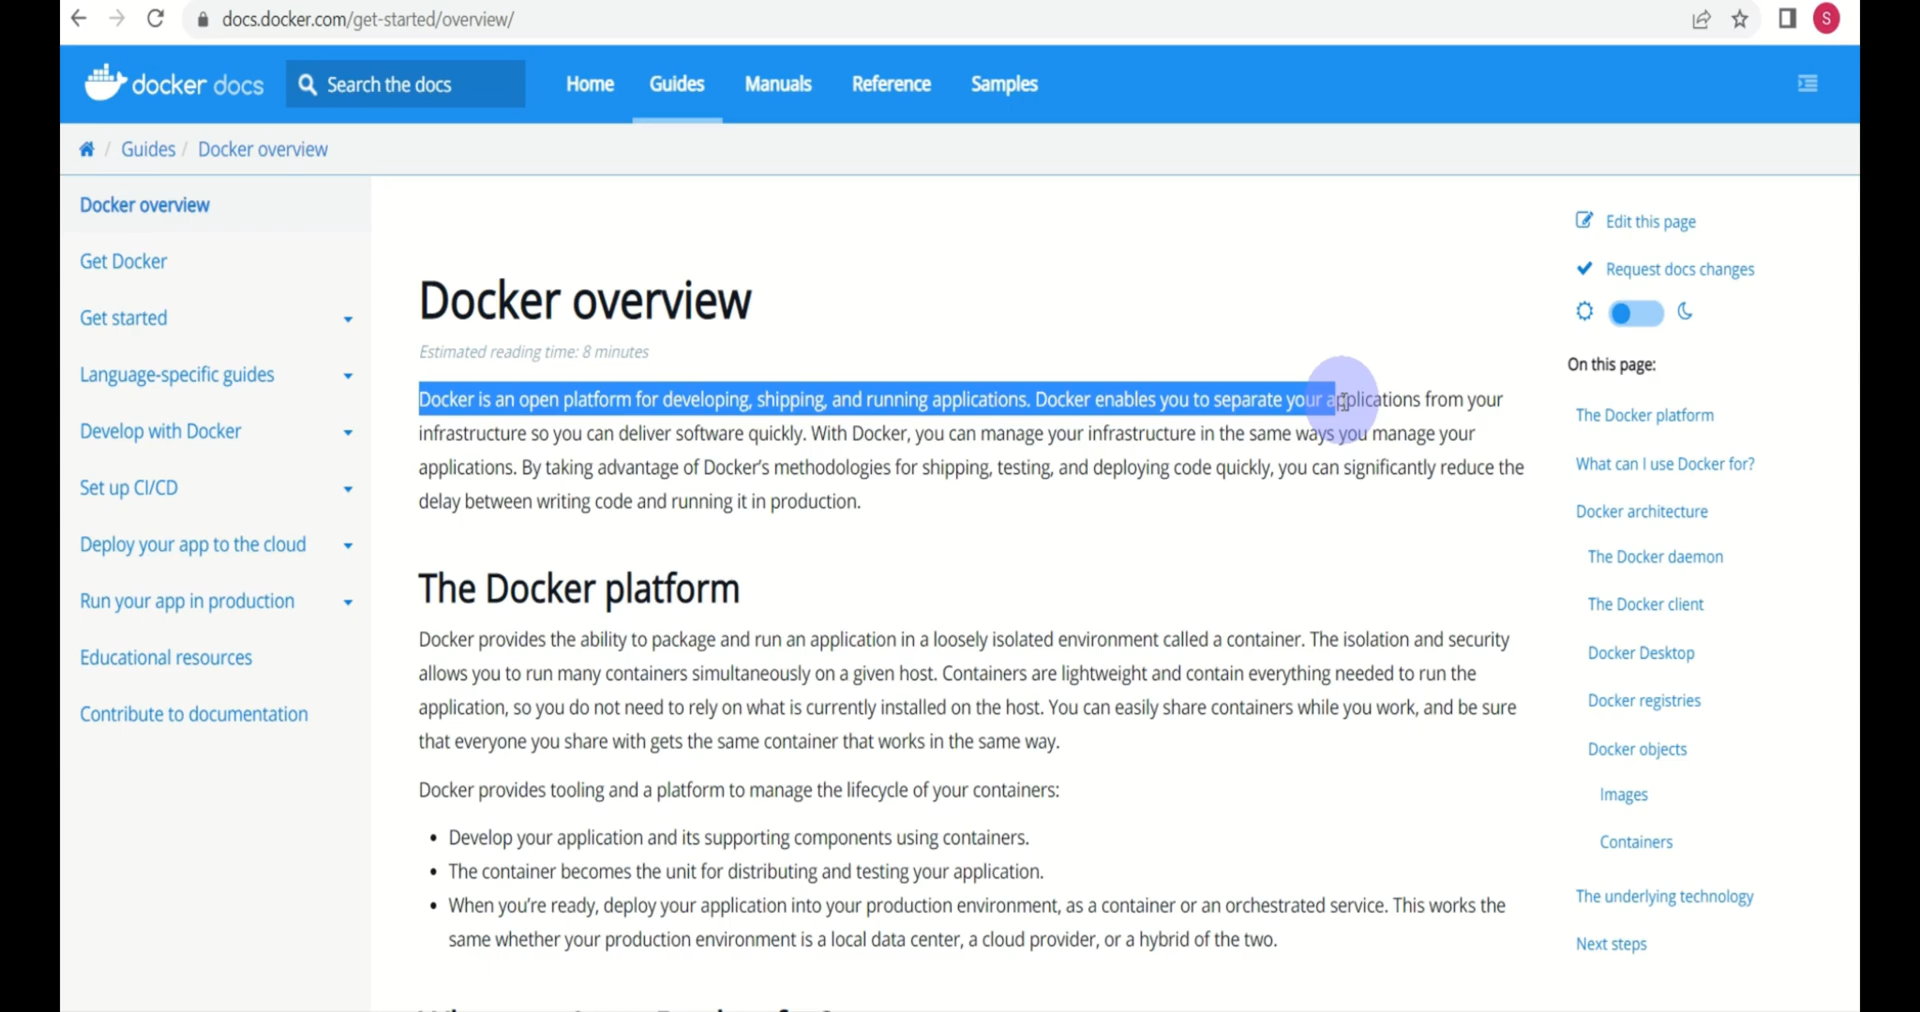 docs.docker.com/get-started/overview/
S
docker docs
Search the docs
Home
Guides
Manuals
Reference
Samples
/ Guides / Docker overview
Docker overview
Get Docker
Get started
Language-specific guides
Develop with Docker
Set up CI/CD
Deploy your app to the cloud
Run your app in production
Educational resources
Contribute to documentation
Docker overview
Estimated reading time: 8 minutes
Docker is an open platform for developing, shipping, and running applications. Docker enables you to separate your applications from your
infrastructure so you can deliver software quickly. With Docker, you can manage your infrastructure in the same ways you manage your
applications. By taking advantage of Docker’s methodologies for shipping, testing, and deploying code quickly, you can significantly reduce the
delay between writing code and running it in production.
The Docker platform
Docker provides the ability to package and run an application in a loosely isolated environment called a container. The isolation and security
allows you to run many containers simultaneously on a given host. Containers are lightweight and contain everything needed to run the
application, so you do not need to rely on what is currently installed on the host. You can easily share containers while you work, and be sure
that everyone you share with gets the same container that works in the same way.
Docker provides tooling and a platform to manage the lifecycle of your containers:
• Develop your application and its supporting components using containers.
• The container becomes the unit for distributing and testing your application.
• When you’re ready, deploy your application into your production environment, as a container or an orchestrated service. This works the
same whether your production environment is a local data center, a cloud provider, or a hybrid of the two.
Edit this page
Request docs changes
On this page:
The Docker platform
What can I use Docker for?
Docker architecture
The Docker daemon
The Docker client
Docker Desktop
Docker registries
Docker objects
Images
Containers
The underlying technology
Next steps